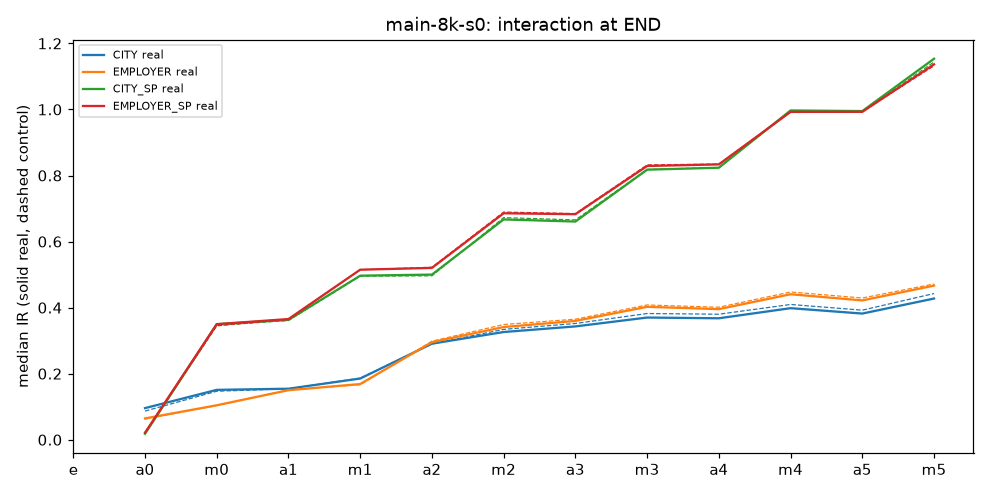 main-8k-s0: interaction at END
median IR (solid real, dashed control)
CITY real
EMPLOYER real
CITY_SP real
EMPLOYER_SP real
1.2
1.0
0.8
0.6
0.4
0.2
0.0
e a0 m0 a1 m1 a2 m2 a3 m3 a4 m4 a5 m5